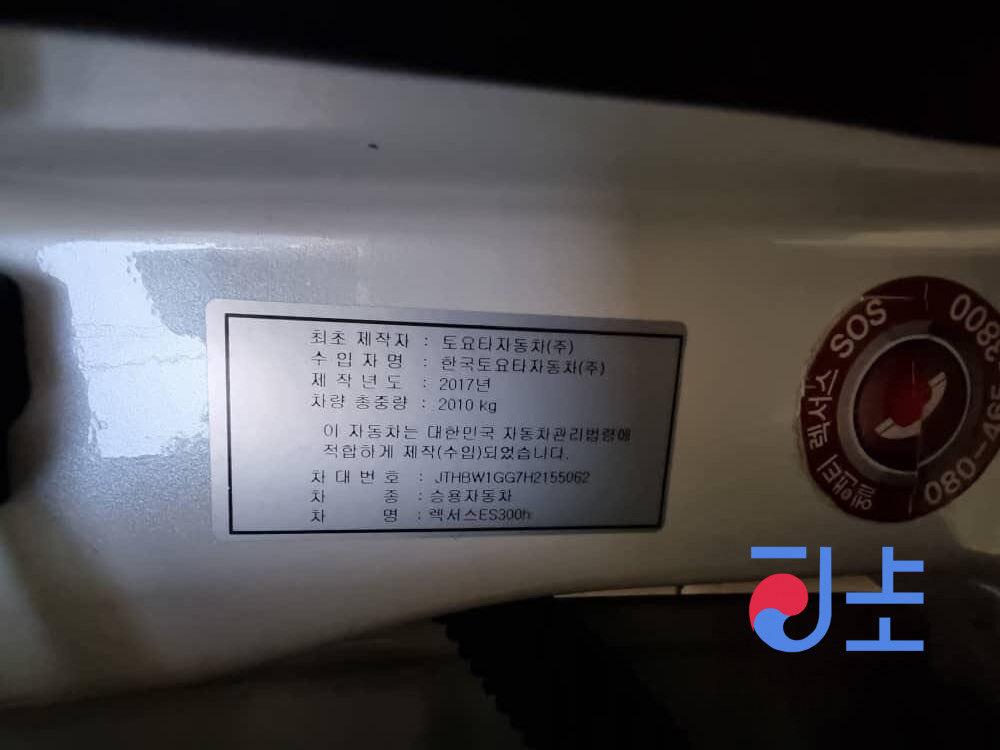 최초 제작자 : 토요타자동차(주)
수 입 자 명 : 한국토요타자동차(주)
제 작 년 도 : 2017년
차량 총중량 : 2010 kg
이 자동차는 대한민국 자동차관리법령에
적합하게 제작(수입)되었습니다.
차 대 번 호 : JTHBW1GG7H2155062
차 종 : 승용자동차
차 명 : 렉서스ES300h
엘앤티 렉서스 SOS